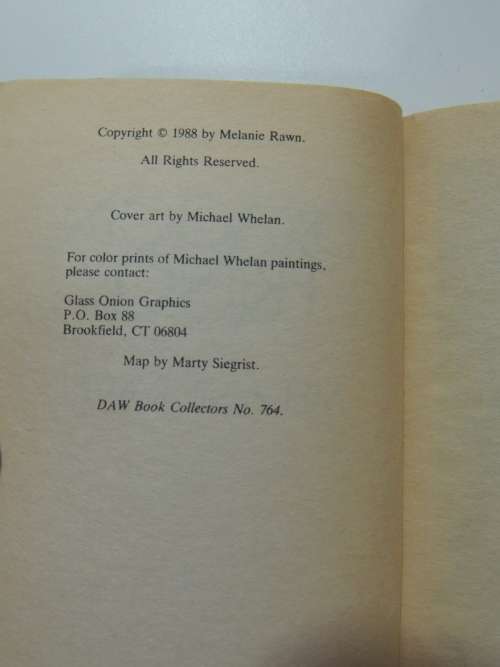 Copyright © 1988 by Melanie Rawn.
All Rights Reserved.
Cover art by Michael Whelan.
For color prints of Michael Whelan paintings,
please contact:
Glass Onion Graphics
P.O. Box 88
Brookfield, CT 06804
Map by Marty Siegrist.
DAW Book Collectors No. 764.